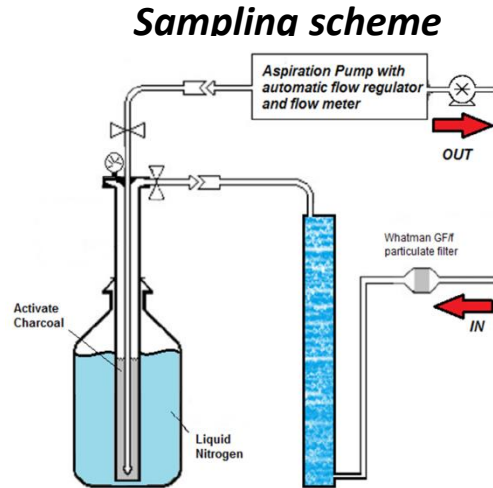 Sampling scheme
Aspiration Pump with
automatic flow regulator
and flow meter
OUT
Whatman GF/f
particulate filter
IN
Activate
Charcoal
Liquid
Nitrogen